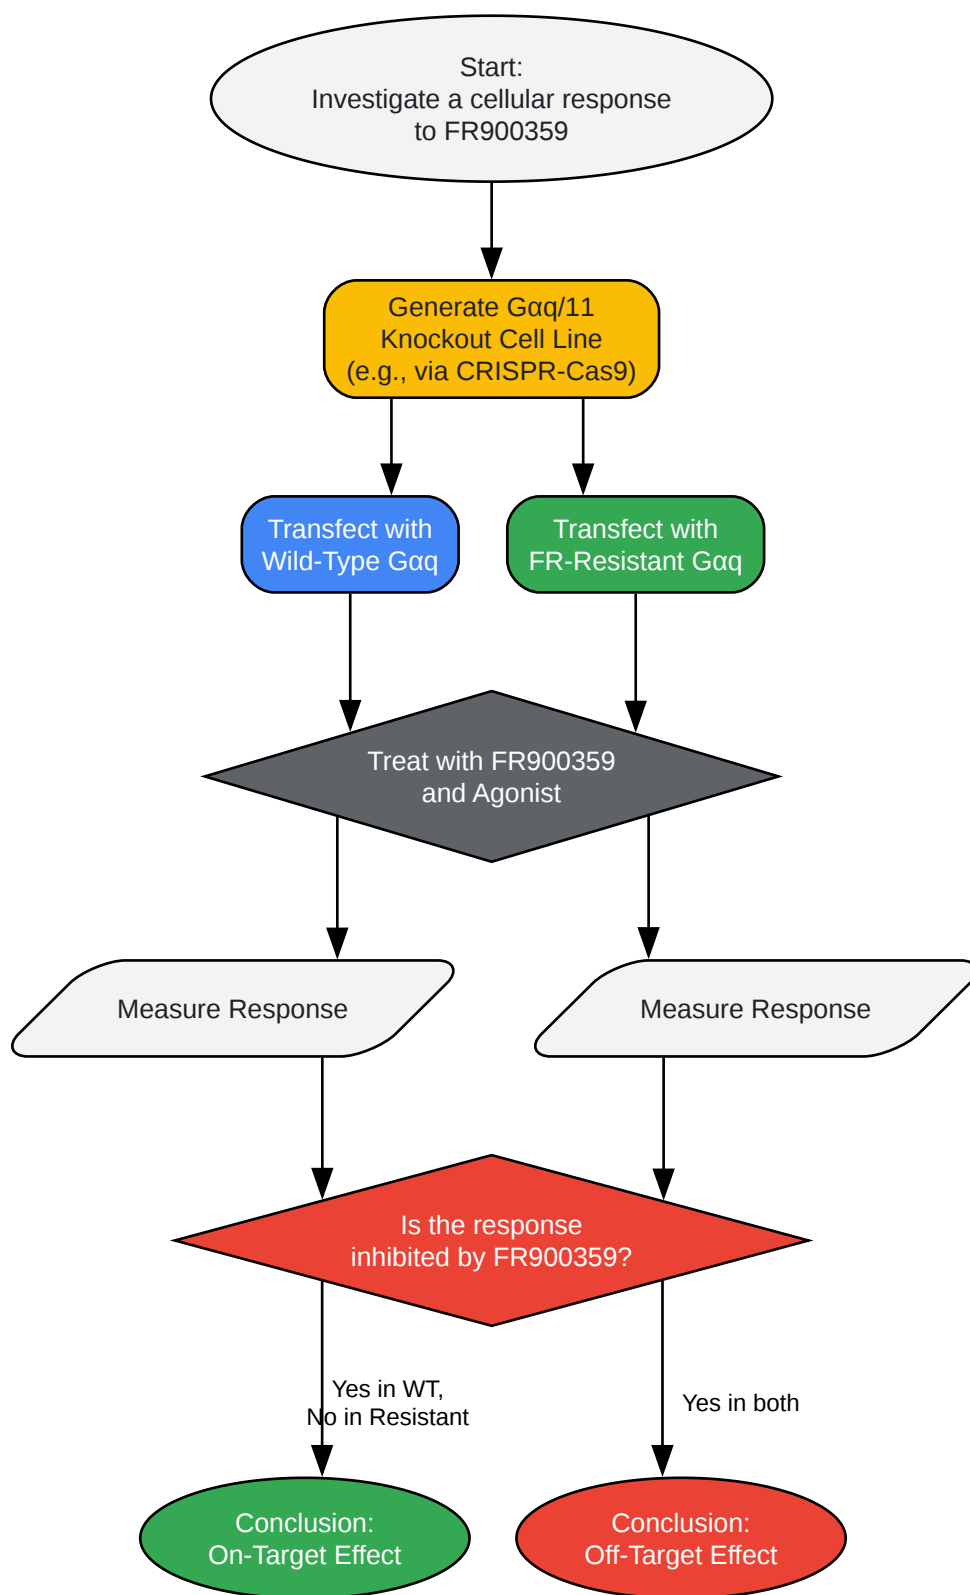 Start:
Investigate a cellular response
to FR900359
Generate Gαq/11
Knockout Cell Line
(e.g., via CRISPR-Cas9)
Transfect with
Wild-Type Gαq
Transfect with
FR-Resistant Gαq
Treat with FR900359
and Agonist
Measure Response
Measure Response
Is the response
inhibited by FR900359?
Yes in WT,
No in Resistant
Yes in both
Conclusion:
On-Target Effect
Conclusion:
Off-Target Effect